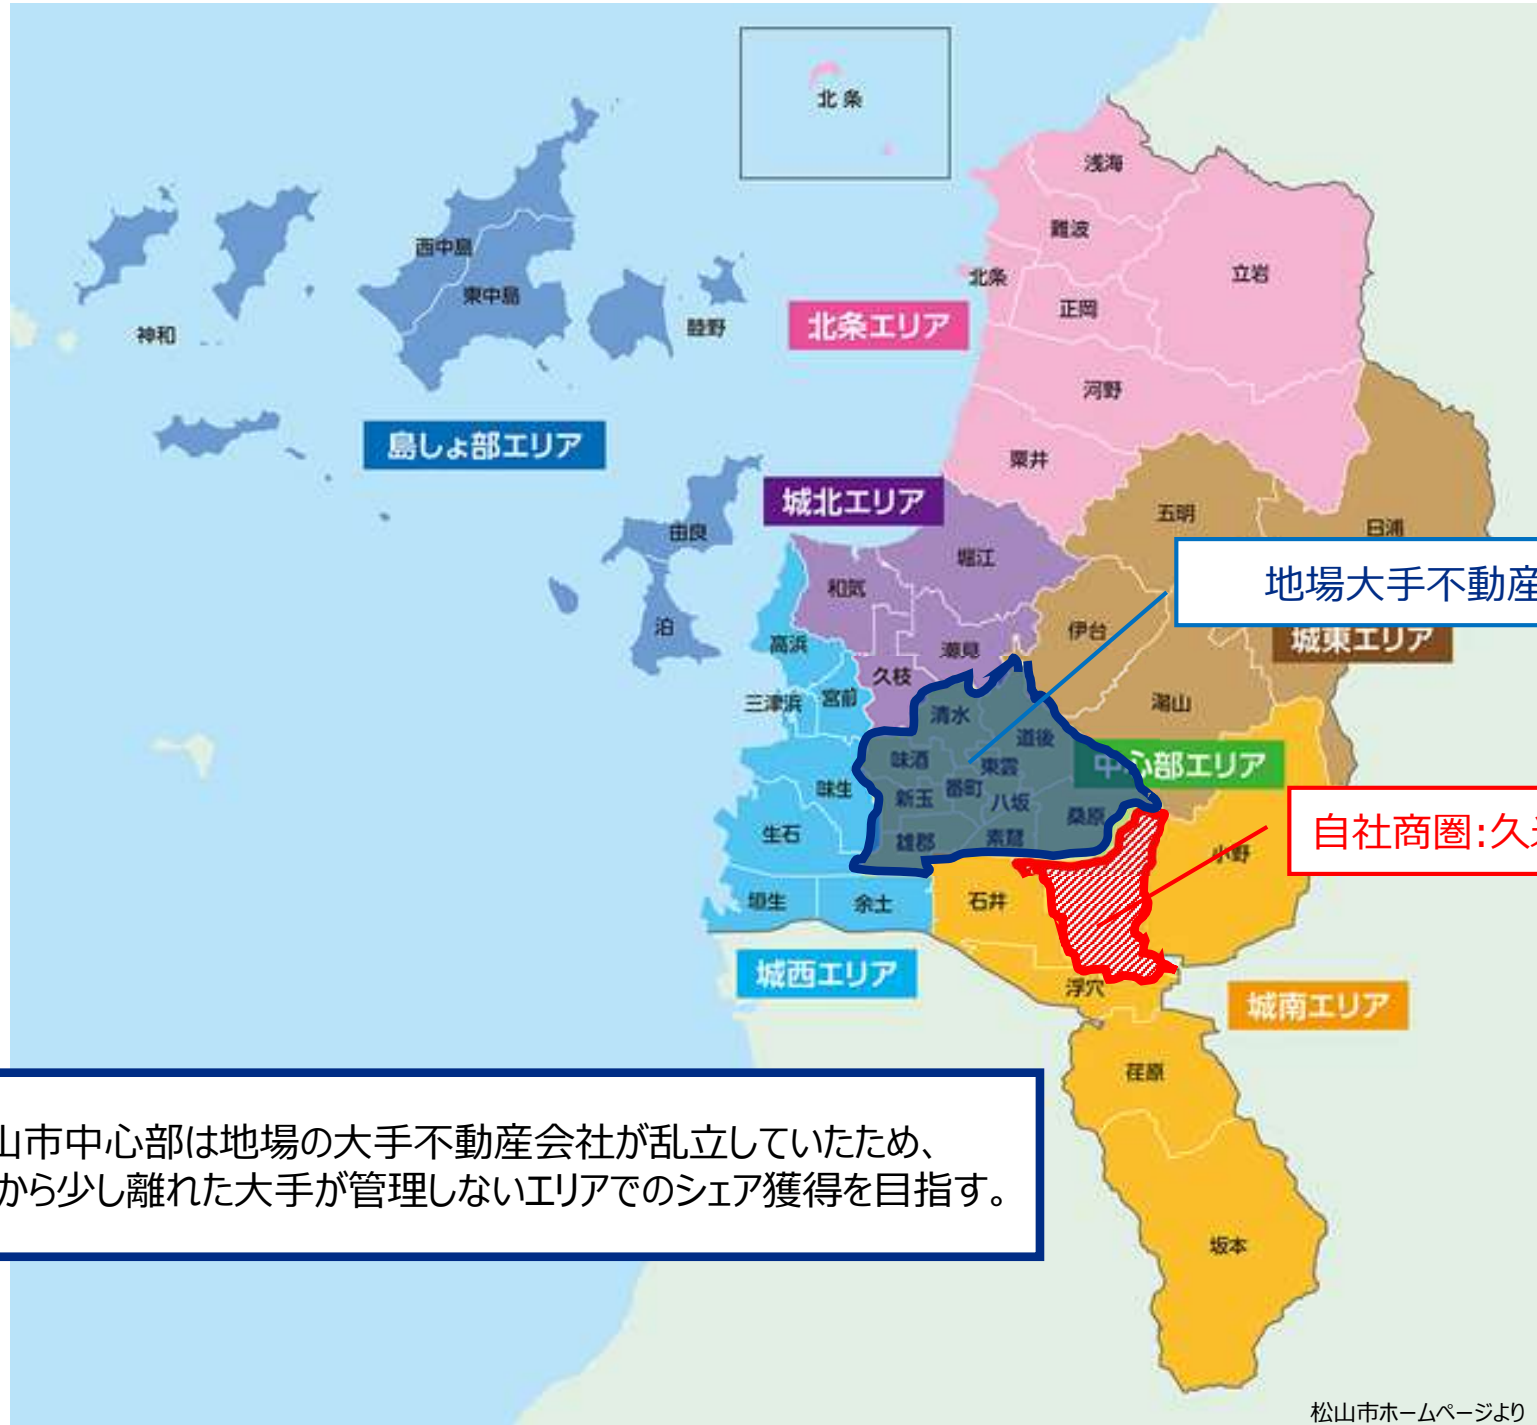 北条
浅海
難波
立岩
北条
正岡
西中島
東中島
神和
睦野
北条エリア
河野
島しょ部エリア
粟井
城北エリア
五明
日浦
由良
堀江
和気
地場大手不動産
泊
高浜
潮見
伊台
城東エリア
久枝
三津浜
宮前
清水
湯山
道後
味酒
東雲
中心部エリア
味生
新玉
番町
八坂
桑原
生石
雄郡
素鵞
自社商圏:久
小野
垣生
余土
石井
城西エリア
浮穴
城南エリア
荏原
山市中心部は地場の大手不動産会社が乱立していたため、
から少し離れた大手が管理しないエリアでのシェア獲得を目指す。
坂本
松山市ホームページより